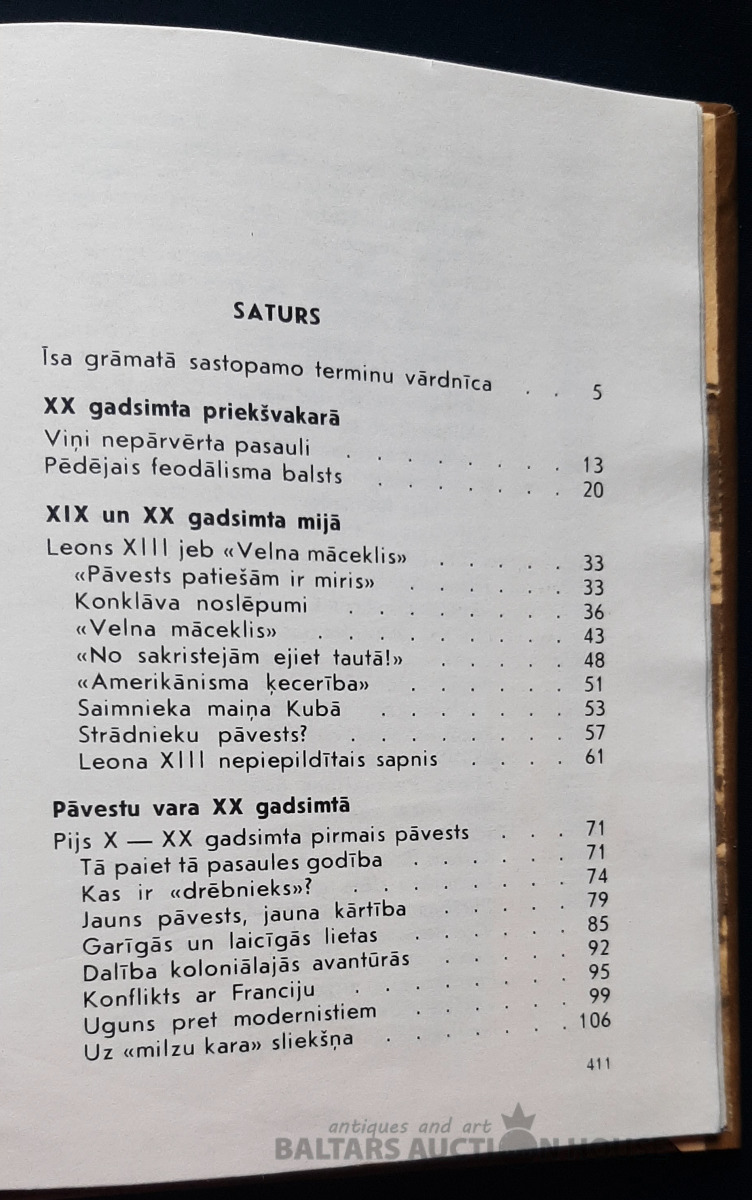 SATURS
Īsa grāmatā sastopamo terminu vārdnīca . . 5
XX gadsimta priekšvakarā
Viņi nepārvērta pasauli . . . . . . . . 13
Pēdējais feodālisma balsts . . . . . . . 20
XIX un XX gadsimta mijā
Leons XIII jeb «Velna māceklis» . . . . . 33
«Pāvests patiešām ir miris» . . . . . . 33
Konklāva noslēpumi . . . . . . . . 36
«Velna māceklis» . . . . . . . . . 43
«No sakristejām ejiet tautā!» . . . . . 48
«Amerikānisma ķecerība» . . . . . . 51
Saimnieka maiņa Kubā . . . . . . . 53
Strādnieku pāvests? . . . . . . . . 57
Leona XIII nepiepildītais sapnis . . . . 61
Pāvestu vara XX gadsimtā
Pijs X — XX gadsimta pirmais pāvests . . . 71
Tā paiet tā pasaules godība . . . . . . 71
Kas ir «drēbnieks»? . . . . . . . . 74
Jauns pāvests, jauna kārtība . . . . . 79
Garīgās un laicīgās lietas . . . . . . 85
Dalība koloniālajās avantūrās . . . . . 92
Konflikts ar Franciju . . . . . . . . 95
Uguns pret modernistiem . . . . . . 99
Uz «milzu kara» sliekšņa . . . . . . . 106
411
antiques and art
BALTARS AUCTION HOUSE